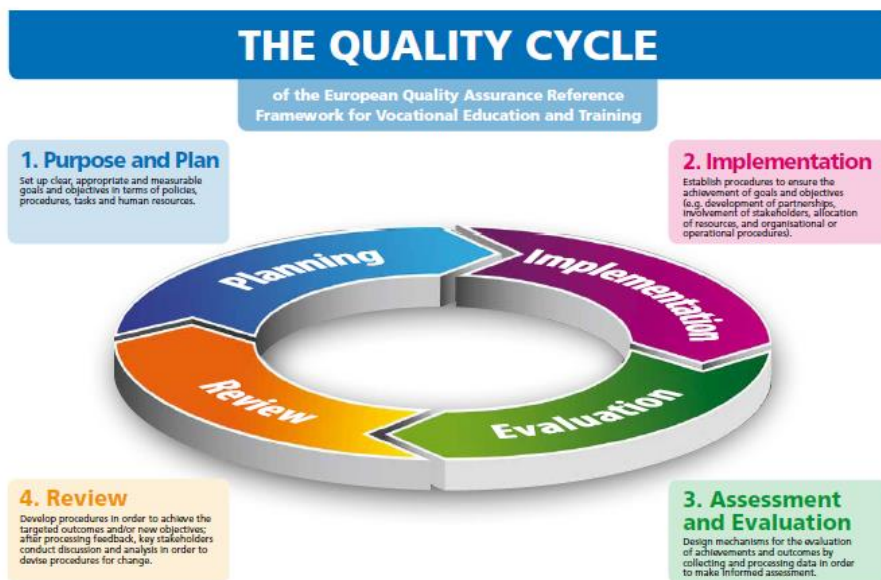 THE QUALITY CYCLE
of the European Quality Assurance Reference
Framework for Vocational Education and Training
1. Purpose and Plan
Set up clear, appropriate and measurable
goals and objectives in terms of policies,
procedures, tasks and human resources.
2. Implementation
Establish procedures to ensure the
achievement of goals and objectives
(e.g. development of partnerships,
involvement of stakeholders, allocation
of resources, and organisational or
operational procedures).
Planning
Implementation
Review
Evaluation
4. Review
Develop procedures in order to achieve the
targeted outcomes and/or new objectives;
after processing feedback, key stakeholders
conduct discussion and analysis in order to
devise procedures for change.
3. Assessment
and Evaluation
Design mechanisms for the evaluation
of achievements and outcomes by
collecting and processing data in order
to make informed assessment.